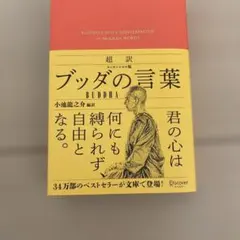 超訳
ブッダの言葉
BUDDHA
小池龍之介 編訳
君の心は
何にも
縛られず
自由と
なる。
34万部のベストセラーが文庫で登場!
Discover